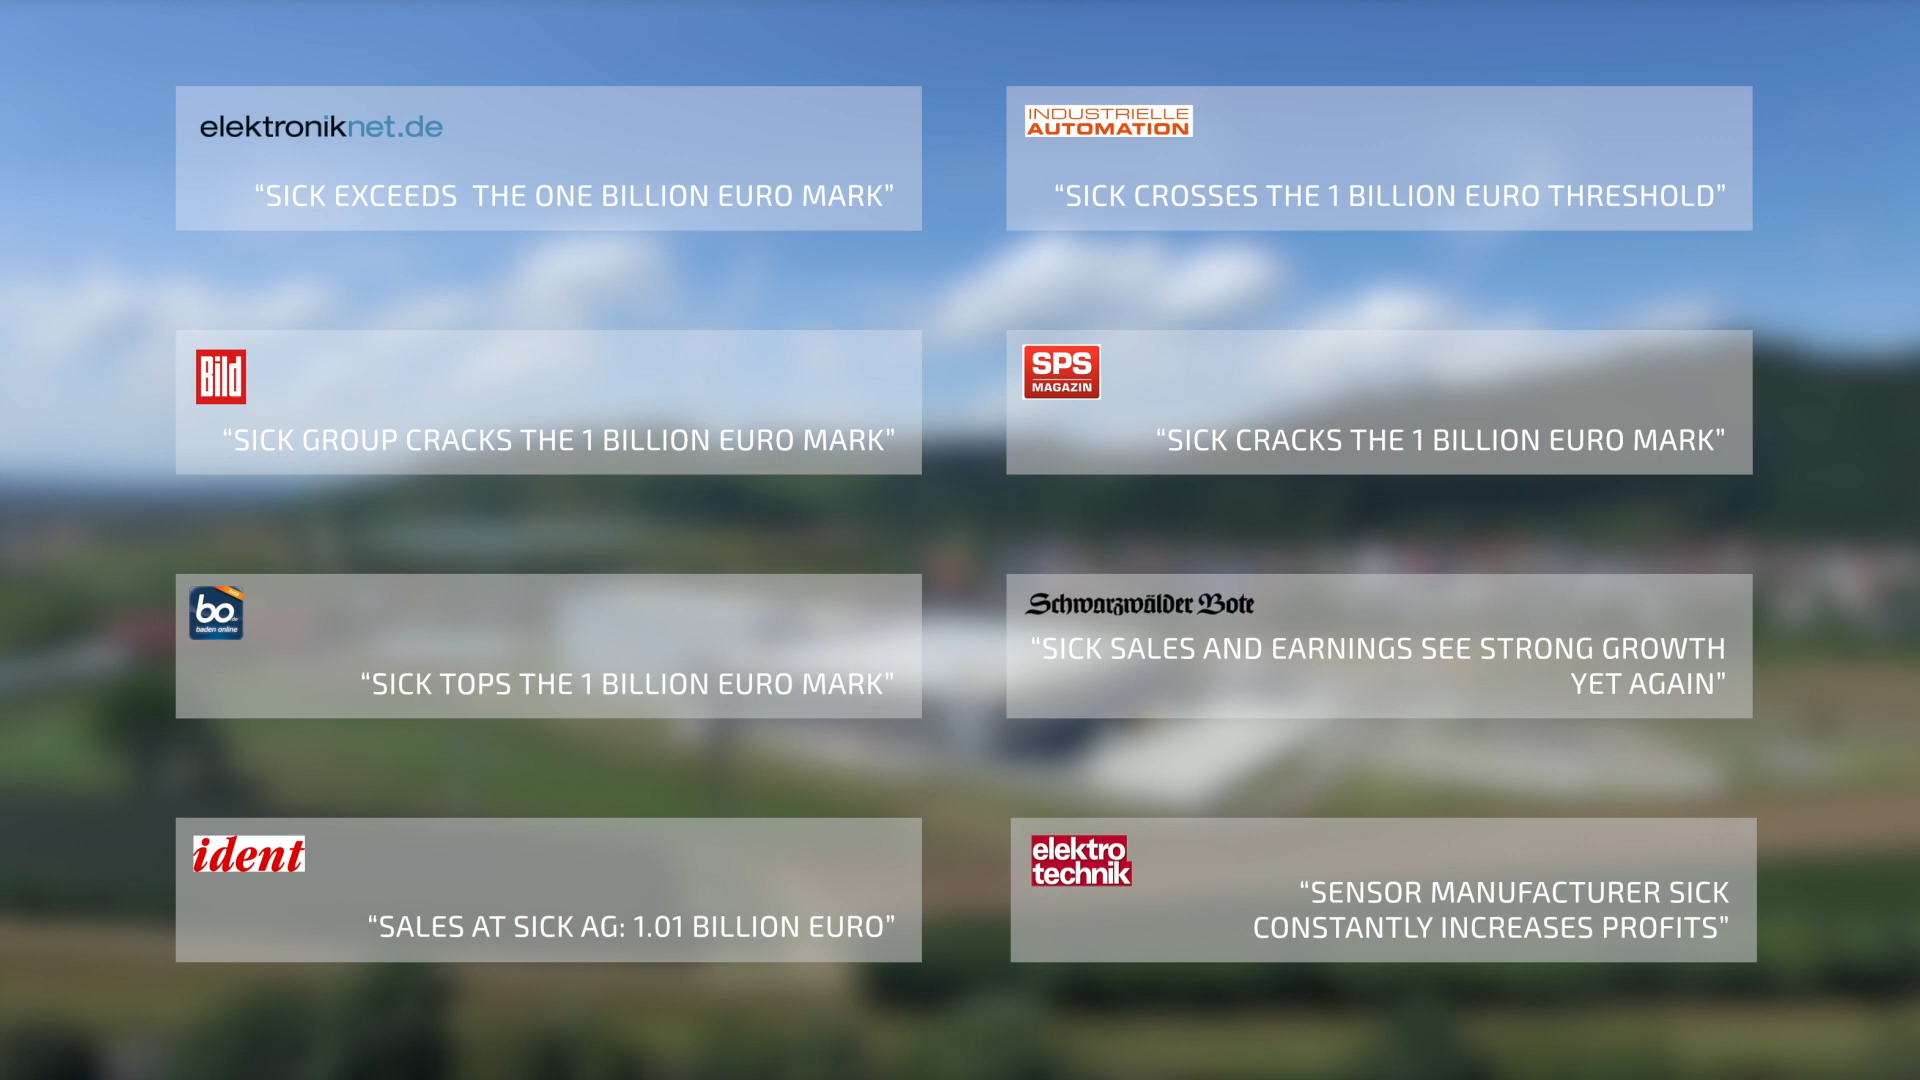 elektroniknet.de
“SICK EXCEEDS THE ONE BILLION EURO MARK”
INDUSTRIELLE
AUTOMATION
“SICK CROSSES THE 1 BILLION EURO THRESHOLD”
Bild
“SICK GROUP CRACKS THE 1 BILLION EURO MARK”
SPS
MAGAZIN
“SICK CRACKS THE 1 BILLION EURO MARK”
bo.de
baden online
“SICK TOPS THE 1 BILLION EURO MARK”
Schwarzwälder Bote
“SICK SALES AND EARNINGS SEE STRONG GROWTH
YET AGAIN”
ident
“SALES AT SICK AG: 1.01 BILLION EURO”
elektro
technik
“SENSOR MANUFACTURER SICK
CONSTANTLY INCREASES PROFITS”